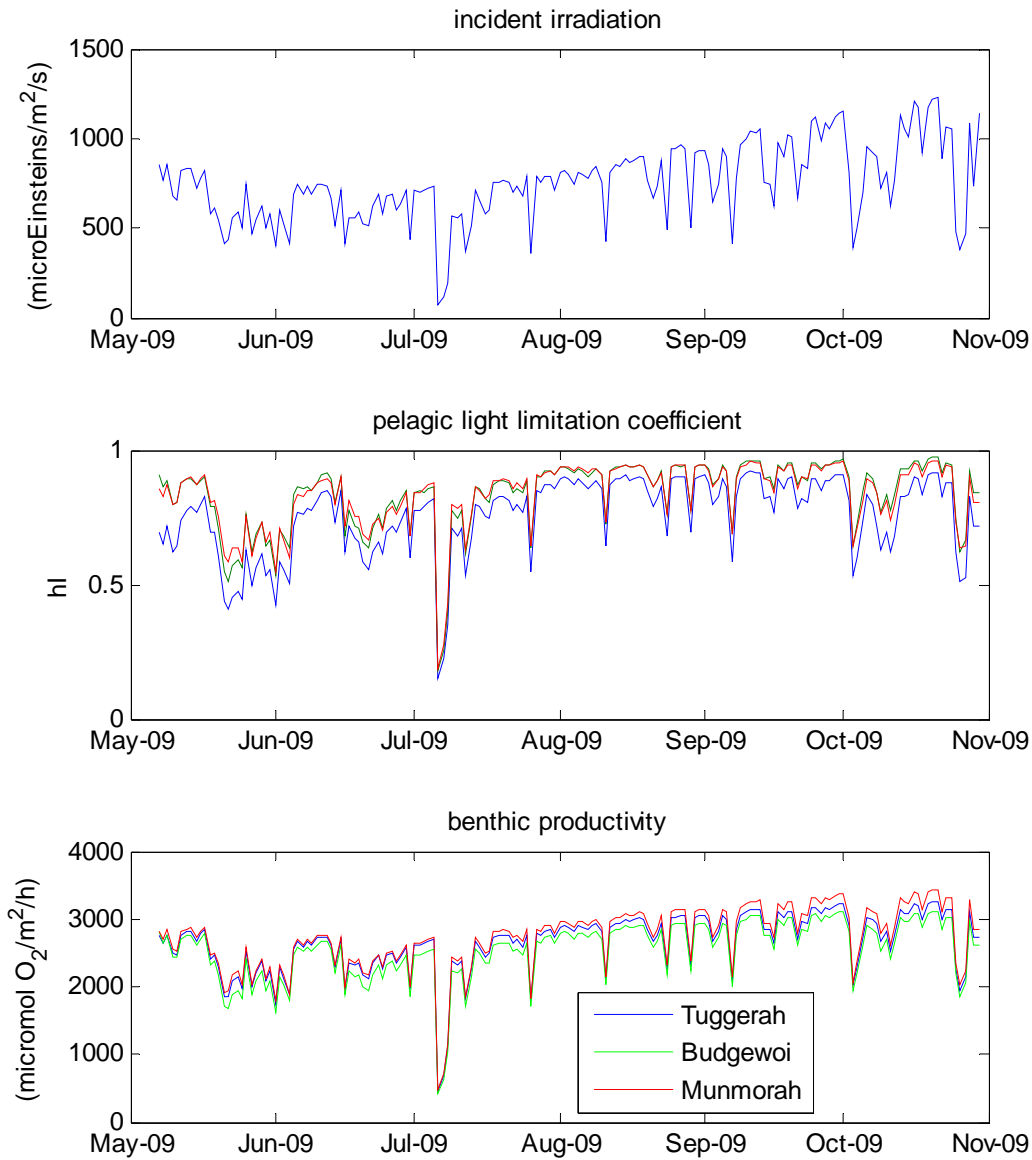 incident irradiation
(microEinsteins/m²/s)
1500
1000
500
0
May-09 Jun-09 Jul-09 Aug-09 Sep-09 Oct-09 Nov-09
pelagic light limitation coefficient
hl
1
0.5
0
May-09 Jun-09 Jul-09 Aug-09 Sep-09 Oct-09 Nov-09
benthic productivity
(micromol O₂/m²/h)
4000
3000
2000
1000
0
Tuggerah
Budgewoi
Munmorah
May-09 Jun-09 Jul-09 Aug-09 Sep-09 Oct-09 Nov-09